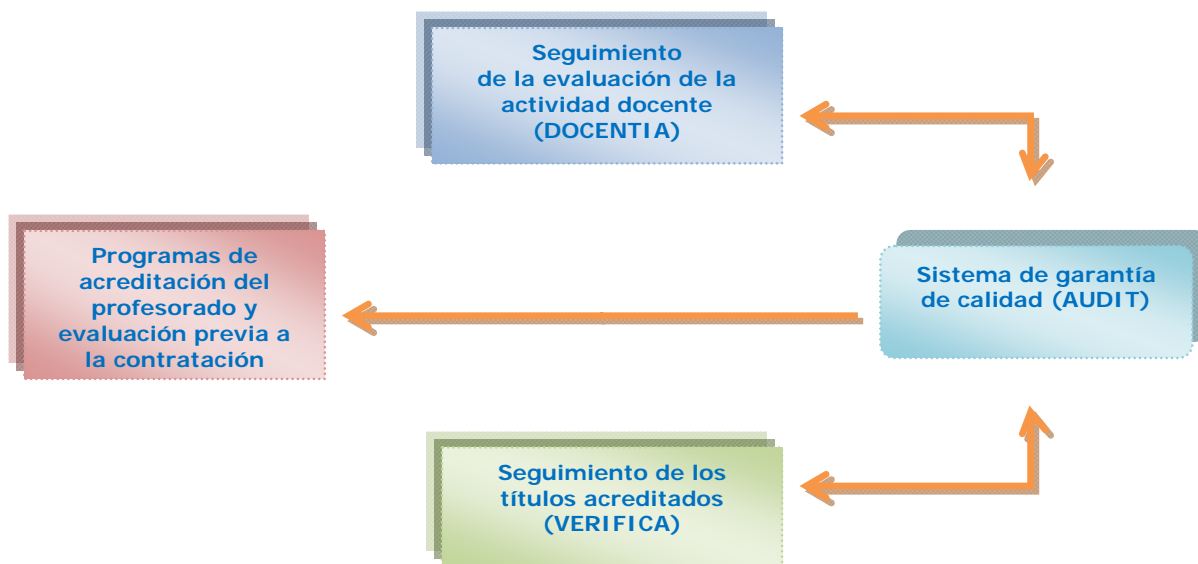 Seguimiento
de la evaluación de la
actividad docente
(DOCENTIA)
Programas de
acreditación del
profesorado y
evaluación previa a
la contratación
Sistema de garantía
de calidad (AUDIT)
Seguimiento de los
títulos acreditados
(VERIFICA)